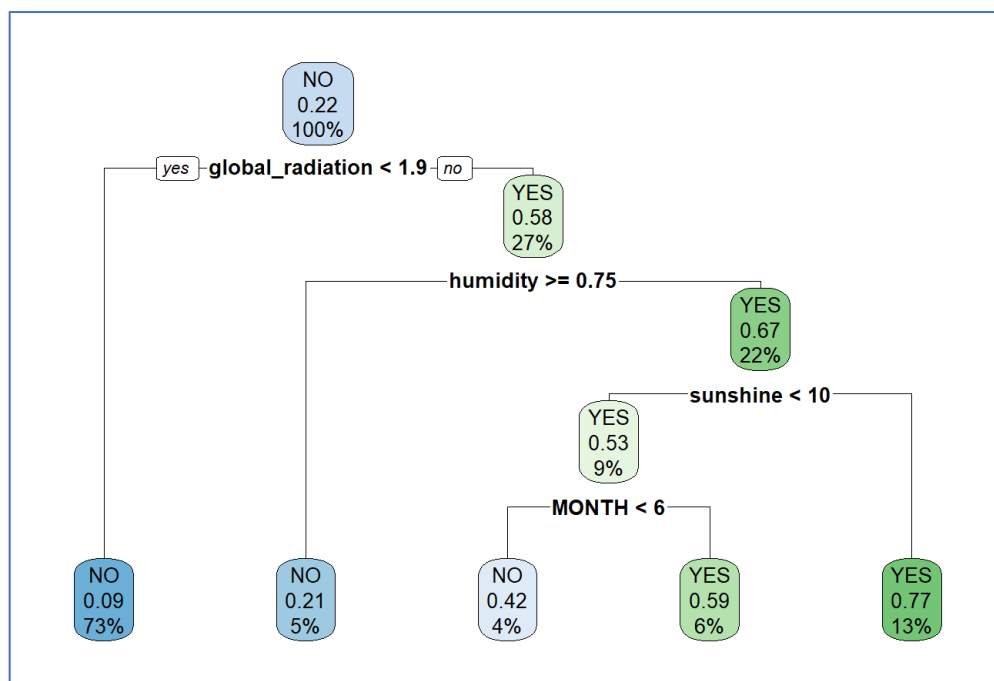 NO
0.22
100%
yes
global_radiation < 1.9
no
YES
0.58
27%
humidity >= 0.75
YES
0.67
22%
sunshine < 10
YES
0.53
9%
MONTH < 6
NO
0.09
73%
NO
0.21
5%
NO
0.42
4%
YES
0.59
6%
YES
0.77
13%